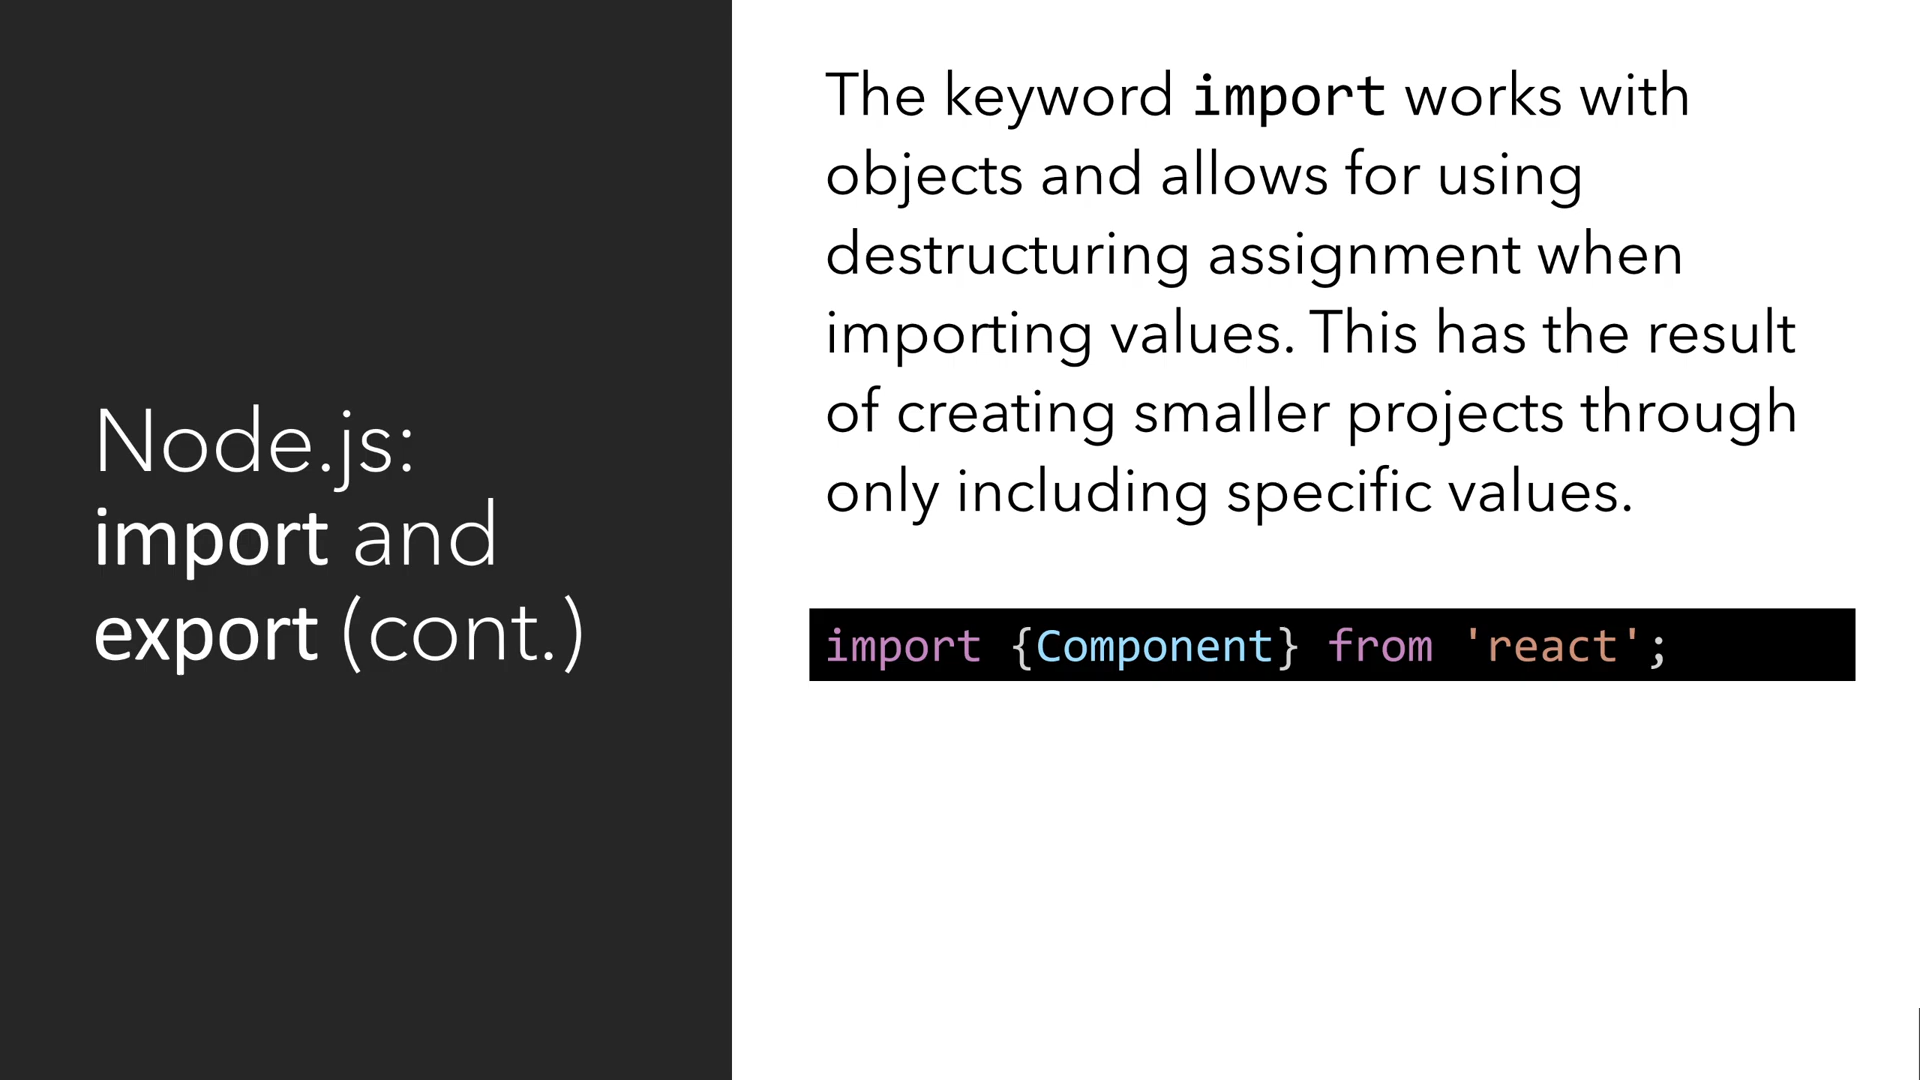 Node.js:
import and
export (cont.)
The keyword import works with
objects and allows for using
destructuring assignment when
importing values. This has the result
of creating smaller projects through
only including specific values.
import {Component} from 'react';